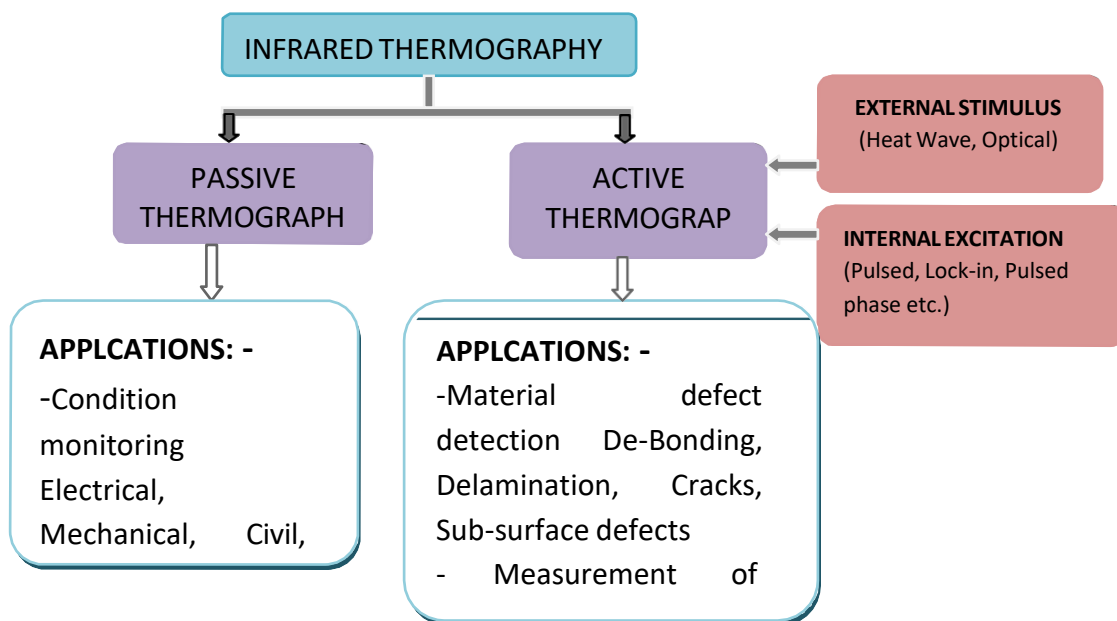 INFRARED THERMOGRAPHY
EXTERNAL STIMULUS
(Heat Wave, Optical)
PASSIVE
THERMOGRAPH
ACTIVE
THERMOGRAP
INTERNAL EXCITATION
(Pulsed, Lock-in, Pulsed
phase etc.)
APPLCATIONS: -
-Condition
monitoring
Electrical,
Mechanical, Civil,
APPLCATIONS: -
-Material defect
detection De-Bonding,
Delamination, Cracks,
Sub-surface defects
- Measurement of